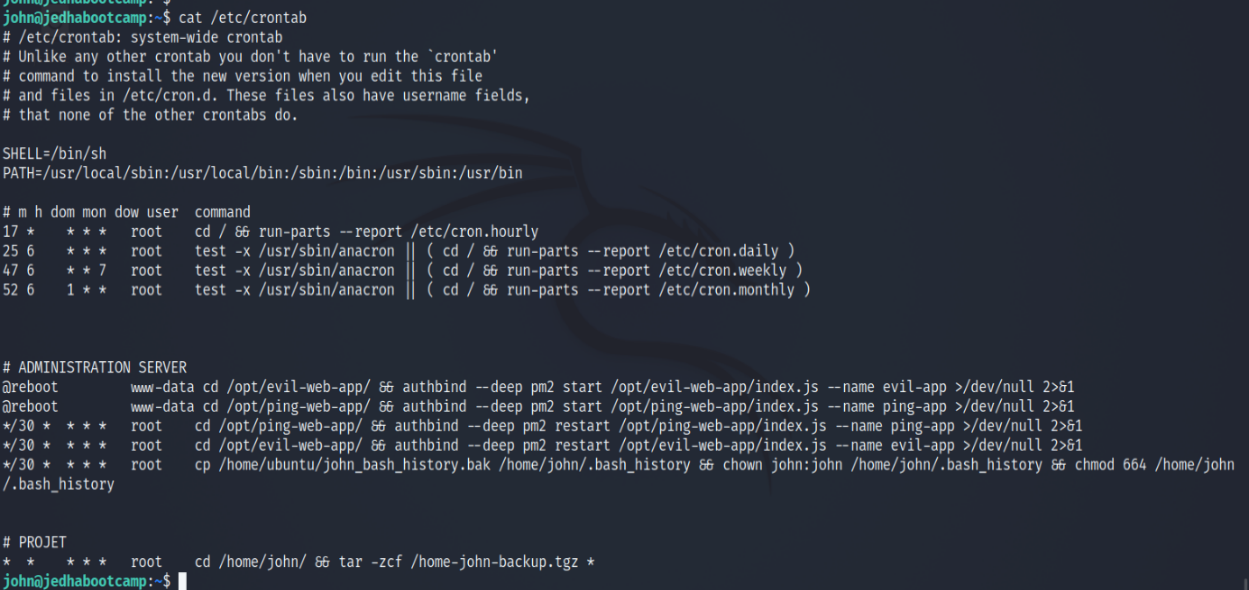 john@jedhabootcamp:~$
john@jedhabootcamp:~$ cat /etc/crontab
# /etc/crontab: system-wide crontab
# Unlike any other crontab you don't have to run the `crontab'
# command to install the new version when you edit this file
# and files in /etc/cron.d. These files also have username fields,
# that none of the other crontabs do.
SHELL=/bin/sh
PATH=/usr/local/sbin:/usr/local/bin:/sbin:/bin:/usr/sbin:/usr/bin
# m h dom mon dow user  command
17 *    * * *   root    cd / && run-parts --report /etc/cron.hourly
25 6    * * *   root    test -x /usr/sbin/anacron || ( cd / && run-parts --report /etc/cron.daily )
47 6    * * 7   root    test -x /usr/sbin/anacron || ( cd / && run-parts --report /etc/cron.weekly )
52 6    1 * *   root    test -x /usr/sbin/anacron || ( cd / && run-parts --report /etc/cron.monthly )
# ADMINISTRATION SERVER
@reboot         www-data cd /opt/evil-web-app/ && authbind --deep pm2 start /opt/evil-web-app/index.js --name evil-app >/dev/null 2>&1
@reboot         www-data cd /opt/ping-web-app/ && authbind --deep pm2 start /opt/ping-web-app/index.js --name ping-app >/dev/null 2>&1
*/30 *  * * *   root    cd /opt/ping-web-app/ && authbind --deep pm2 restart /opt/ping-web-app/index.js --name ping-app >/dev/null 2>&1
*/30 *  * * *   root    cd /opt/evil-web-app/ && authbind --deep pm2 restart /opt/evil-web-app/index.js --name evil-app >/dev/null 2>&1
*/30 *  * * *   root    cp /home/ubuntu/john_bash_history.bak /home/john/.bash_history && chown john:john /home/john/.bash_history && chmod 664 /home/john
/.bash_history
# PROJET
*  *    * * *   root    cd /home/john/ && tar -zcf /home-john-backup.tgz *
john@jedhabootcamp:~$